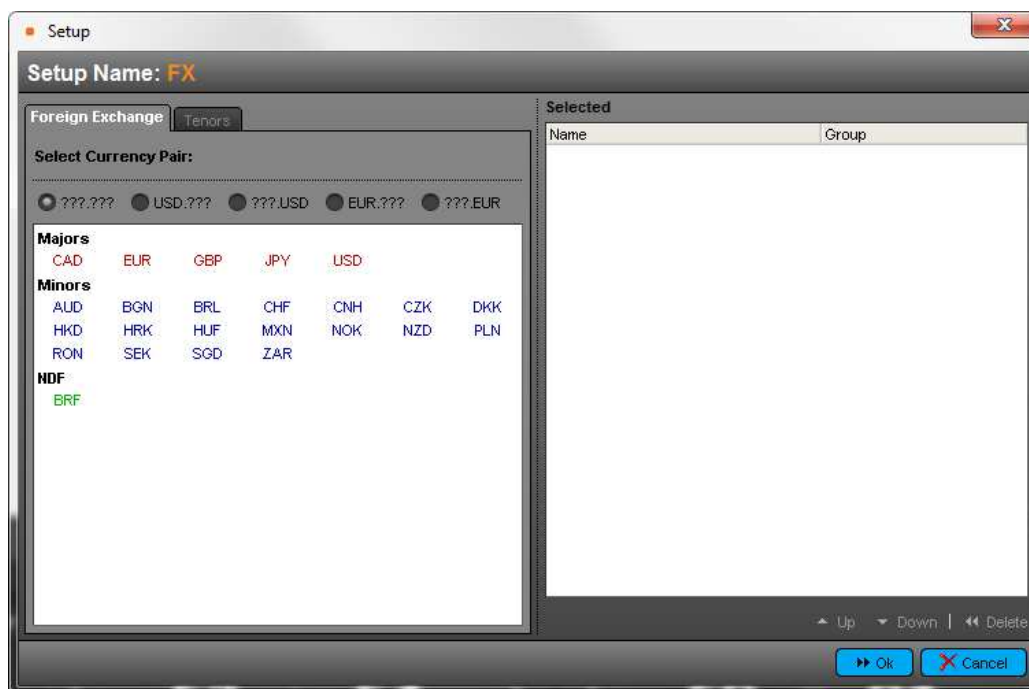 Setup
Setup Name: FX
Foreign Exchange Tenors
Select Currency Pair:
???.??? USD.??? ???.USD EUR.??? ???.EUR
Majors
CAD EUR GBP JPY USD
Minors
AUD BGN BRL CHF CNH CZK DKK
HKD HRK HUF MXN NOK NZD PLN
RON SEK SGD ZAR
NDF
BRF
Selected
Name Group
Up Down | Delete
Ok Cancel